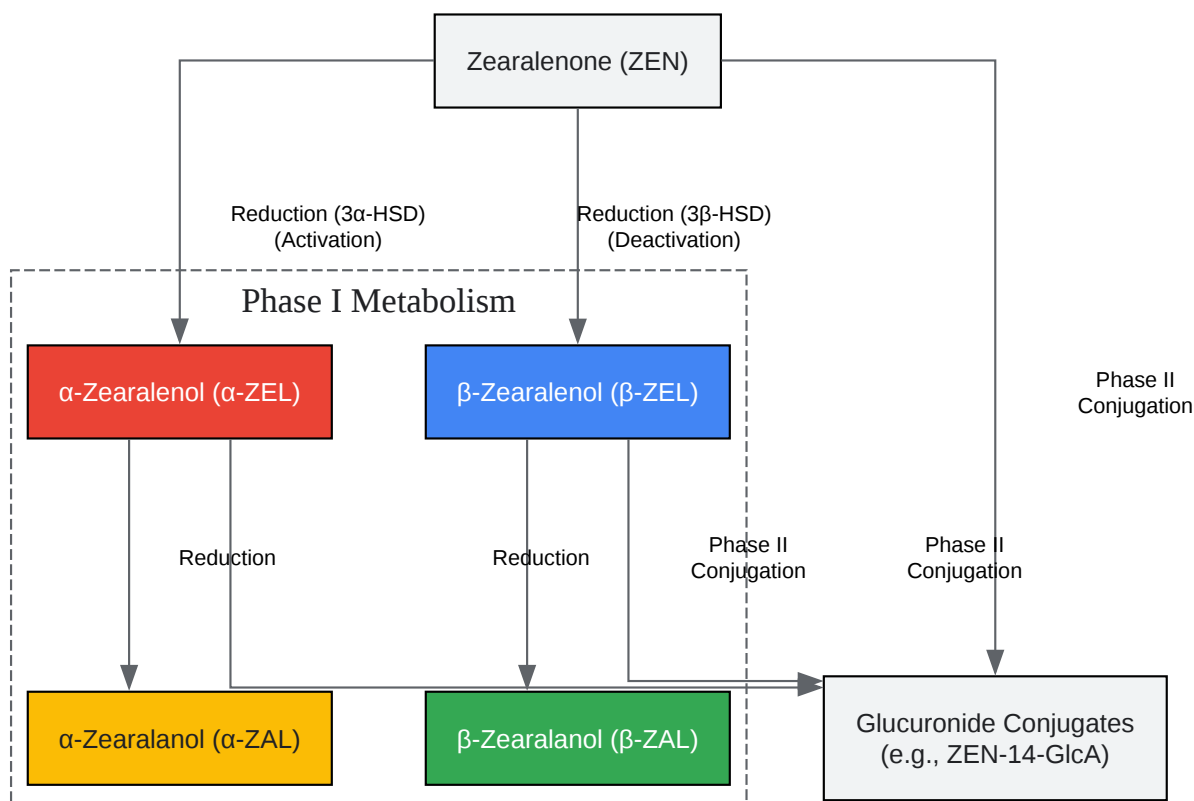 Zearalenone (ZEN)
Reduction (3α-HSD)
(Activation)
Reduction (3β-HSD)
(Deactivation)
Phase I Metabolism
α-Zearalenol (α-ZEL)
β-Zearalenol (β-ZEL)
Phase II
Conjugation
Reduction
Reduction
Phase II
Conjugation
Phase II
Conjugation
α-Zearalanol (α-ZAL)
β-Zearalanol (β-ZAL)
Glucuronide Conjugates
(e.g., ZEN-14-GlcA)